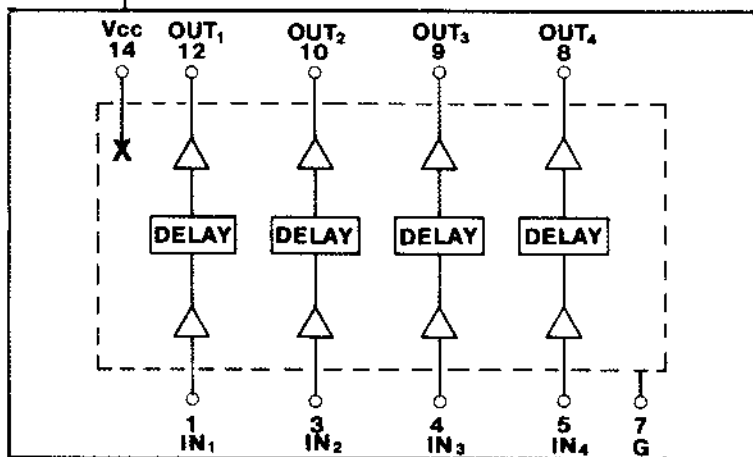 Vcc OUT₁ OUT₂ OUT₃ OUT₄
14 12 10 9 8
X
DELAY DELAY DELAY DELAY
1 3 4 5 7
IN₁ IN₂ IN₃ IN₄ G